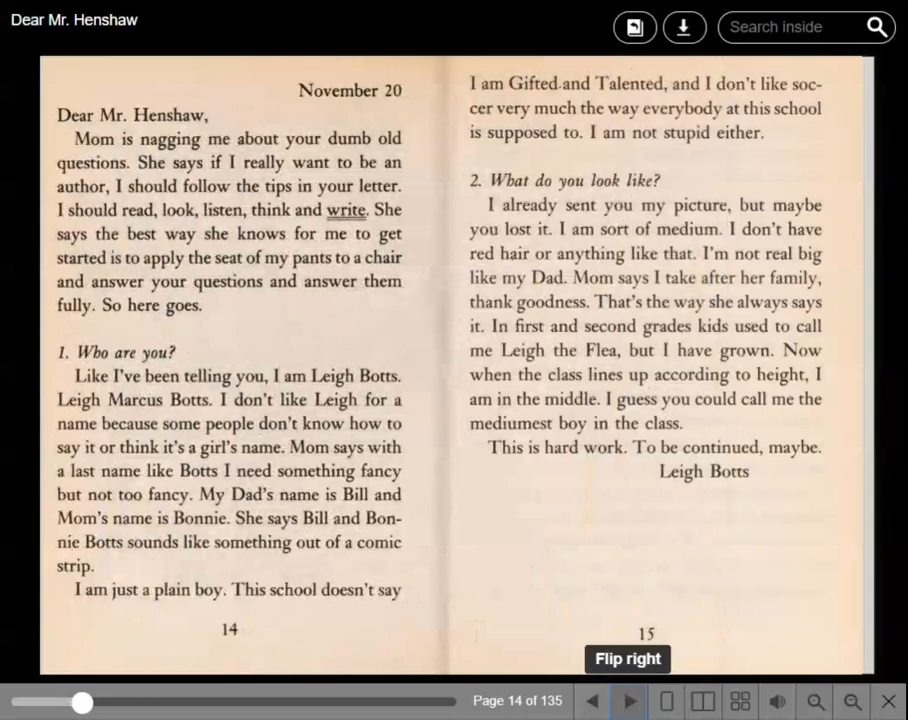 Dear Mr. Henshaw
Search inside
November 20
Dear Mr. Henshaw,
Mom is nagging me about your dumb old
questions. She says if I really want to be an
author, I should follow the tips in your letter.
I should read, look, listen, think and write. She
says the best way she knows for me to get
started is to apply the seat of my pants to a chair
and answer your questions and answer them
fully. So here goes.
1. Who are you?
Like I've been telling you, I am Leigh Botts.
Leigh Marcus Botts. I don't like Leigh for a
name because some people don't know how to
say it or think it's a girl's name. Mom says with
a last name like Botts I need something fancy
but not too fancy. My Dad's name is Bill and
Mom's name is Bonnie. She says Bill and Bon-
nie Botts sounds like something out of a comic
strip.
I am just a plain boy. This school doesn't say
14
I am Gifted and Talented, and I don't like soc-
cer very much the way everybody at this school
is supposed to. I am not stupid either.
2. What do you look like?
I already sent you my picture, but maybe
you lost it. I am sort of medium. I don't have
red hair or anything like that. I'm not real big
like my Dad. Mom says I take after her family,
thank goodness. That's the way she always says
it. In first and second grades kids used to call
me Leigh the Flea, but I have grown. Now
when the class lines up according to height, I
am in the middle. I guess you could call me the
mediumest boy in the class.
This is hard work. To be continued, maybe.
Leigh Botts
15
Flip right
Page 14 of 135